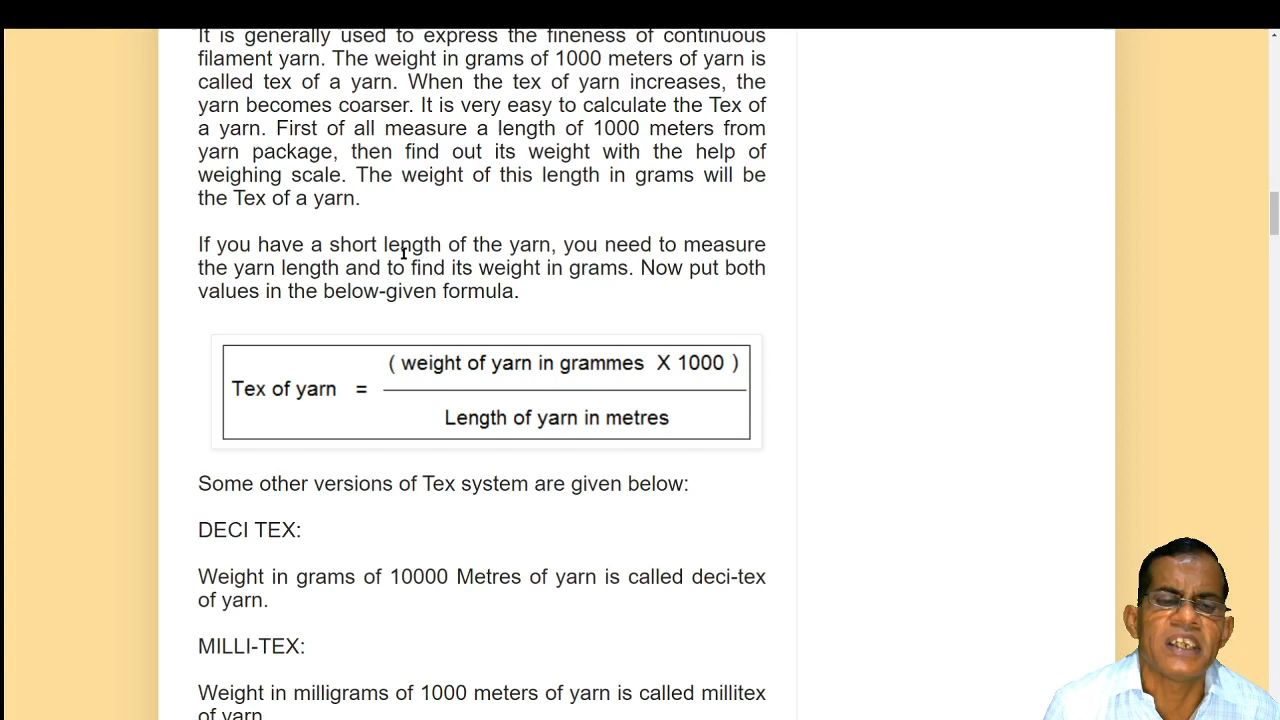 It is generally used to express the fineness of continuous
filament yarn. The weight in grams of 1000 meters of yarn is
called tex of a yarn. When the tex of yarn increases, the
yarn becomes coarser. It is very easy to calculate the Tex of
a yarn. First of all measure a length of 1000 meters from
yarn package, then find out its weight with the help of
weighing scale. The weight of this length in grams will be
the Tex of a yarn.
If you have a short length of the yarn, you need to measure
the yarn length and to find its weight in grams. Now put both
values in the below-given formula.
( weight of yarn in grammes X 1000 )
Tex of yarn =
Length of yarn in metres
Some other versions of Tex system are given below:
DECI TEX:
Weight in grams of 10000 Metres of yarn is called deci-tex
of yarn.
MILLI-TEX:
Weight in milligrams of 1000 meters of yarn is called millitex
of yarn